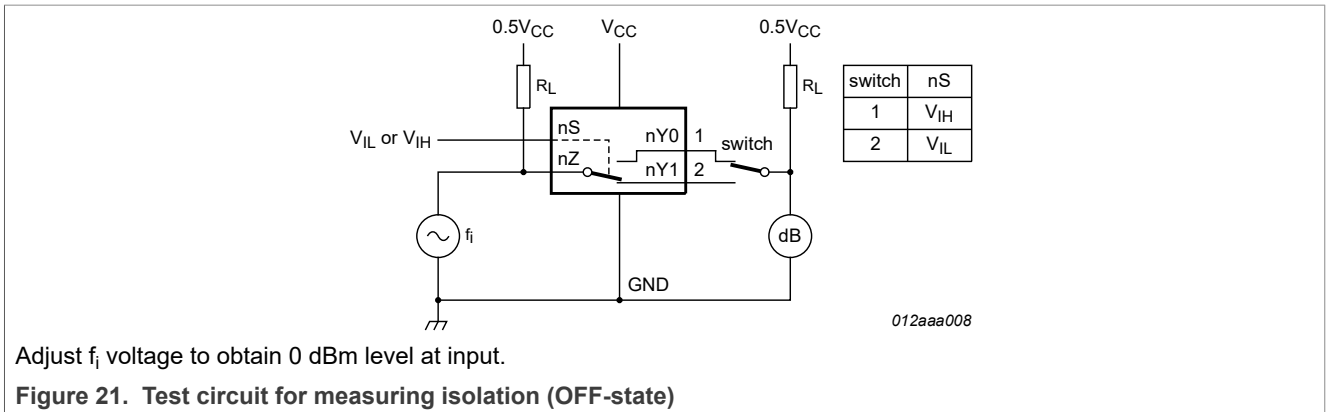 0.5VCC VCC 0.5VCC
RL RL
switch nS
1 VIH
2 VIL
VIL or VIH
nS
nZ
nY0 1
nY1 2
switch
fi
dB
GND
012aaa008
Adjust fi voltage to obtain 0 dBm level at input.
Figure 21. Test circuit for measuring isolation (OFF-state)